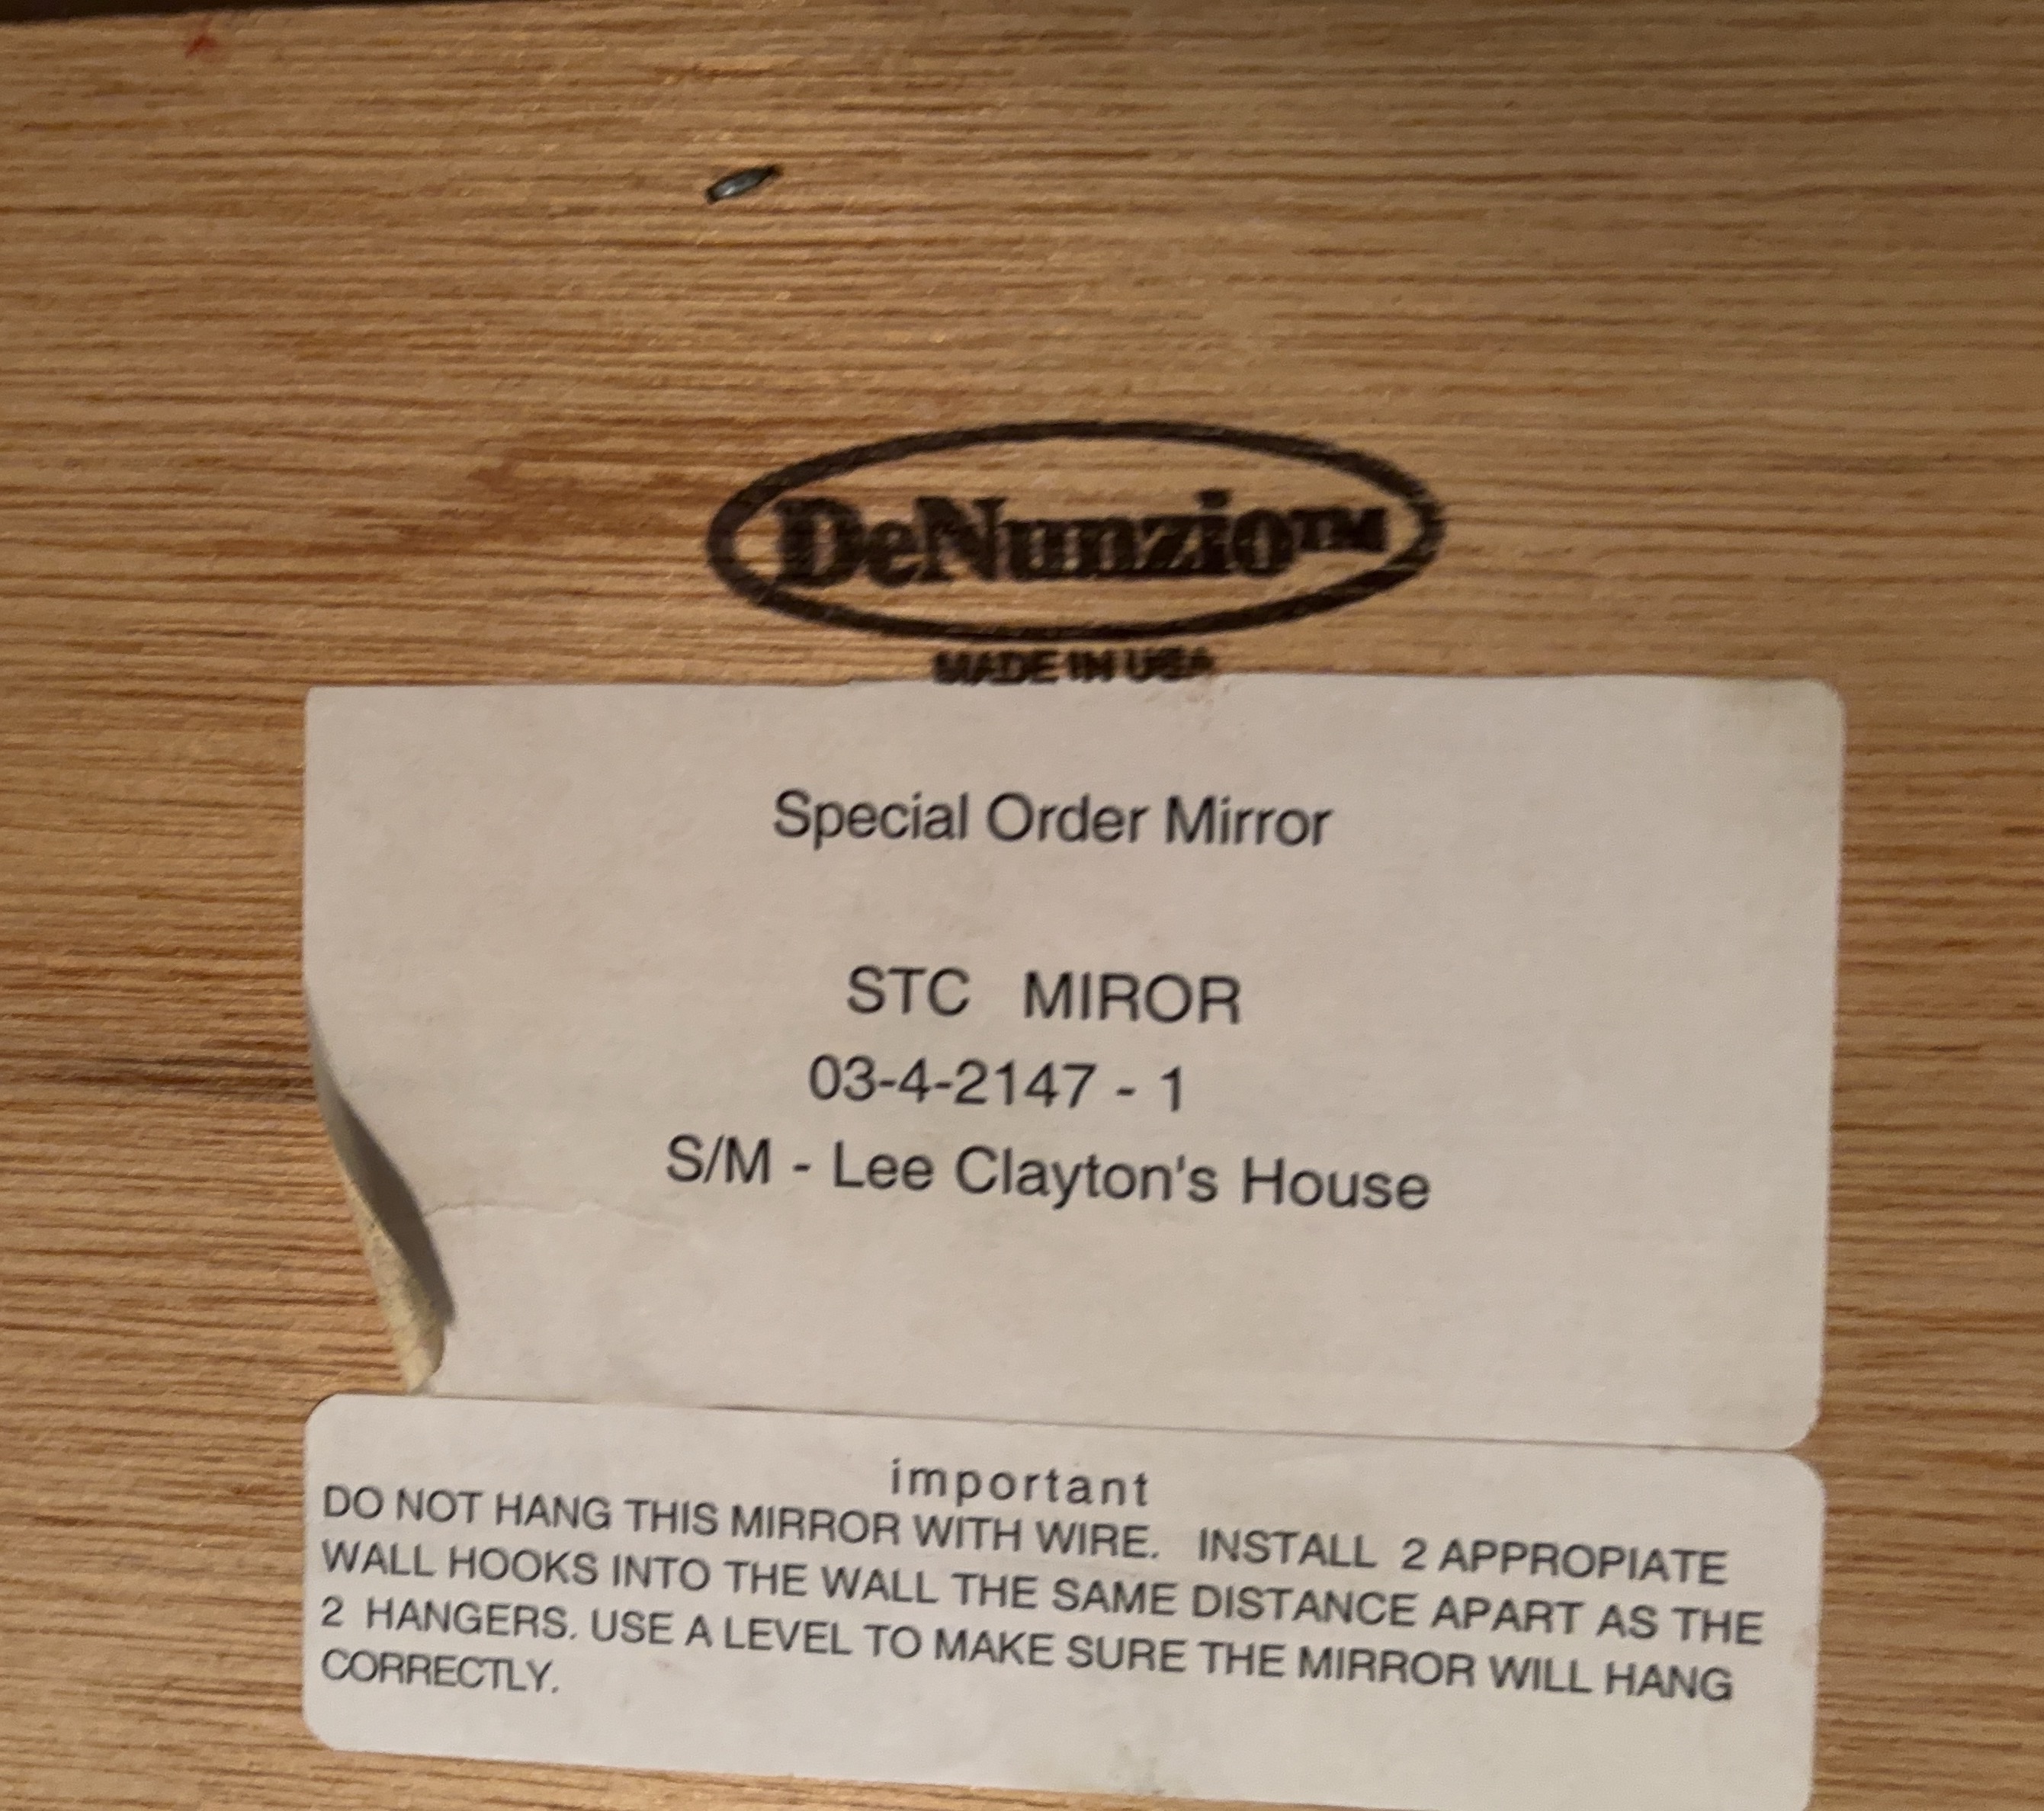 DeNunzio™
MADE IN USA
Special Order Mirror
STC MIROR
03-4-2147 - 1
S/M - Lee Clayton's House
important
DO NOT HANG THIS MIRROR WITH WIRE. INSTALL 2 APPROPIATE
WALL HOOKS INTO THE WALL THE SAME DISTANCE APART AS THE
2 HANGERS. USE A LEVEL TO MAKE SURE THE MIRROR WILL HANG
CORRECTLY.